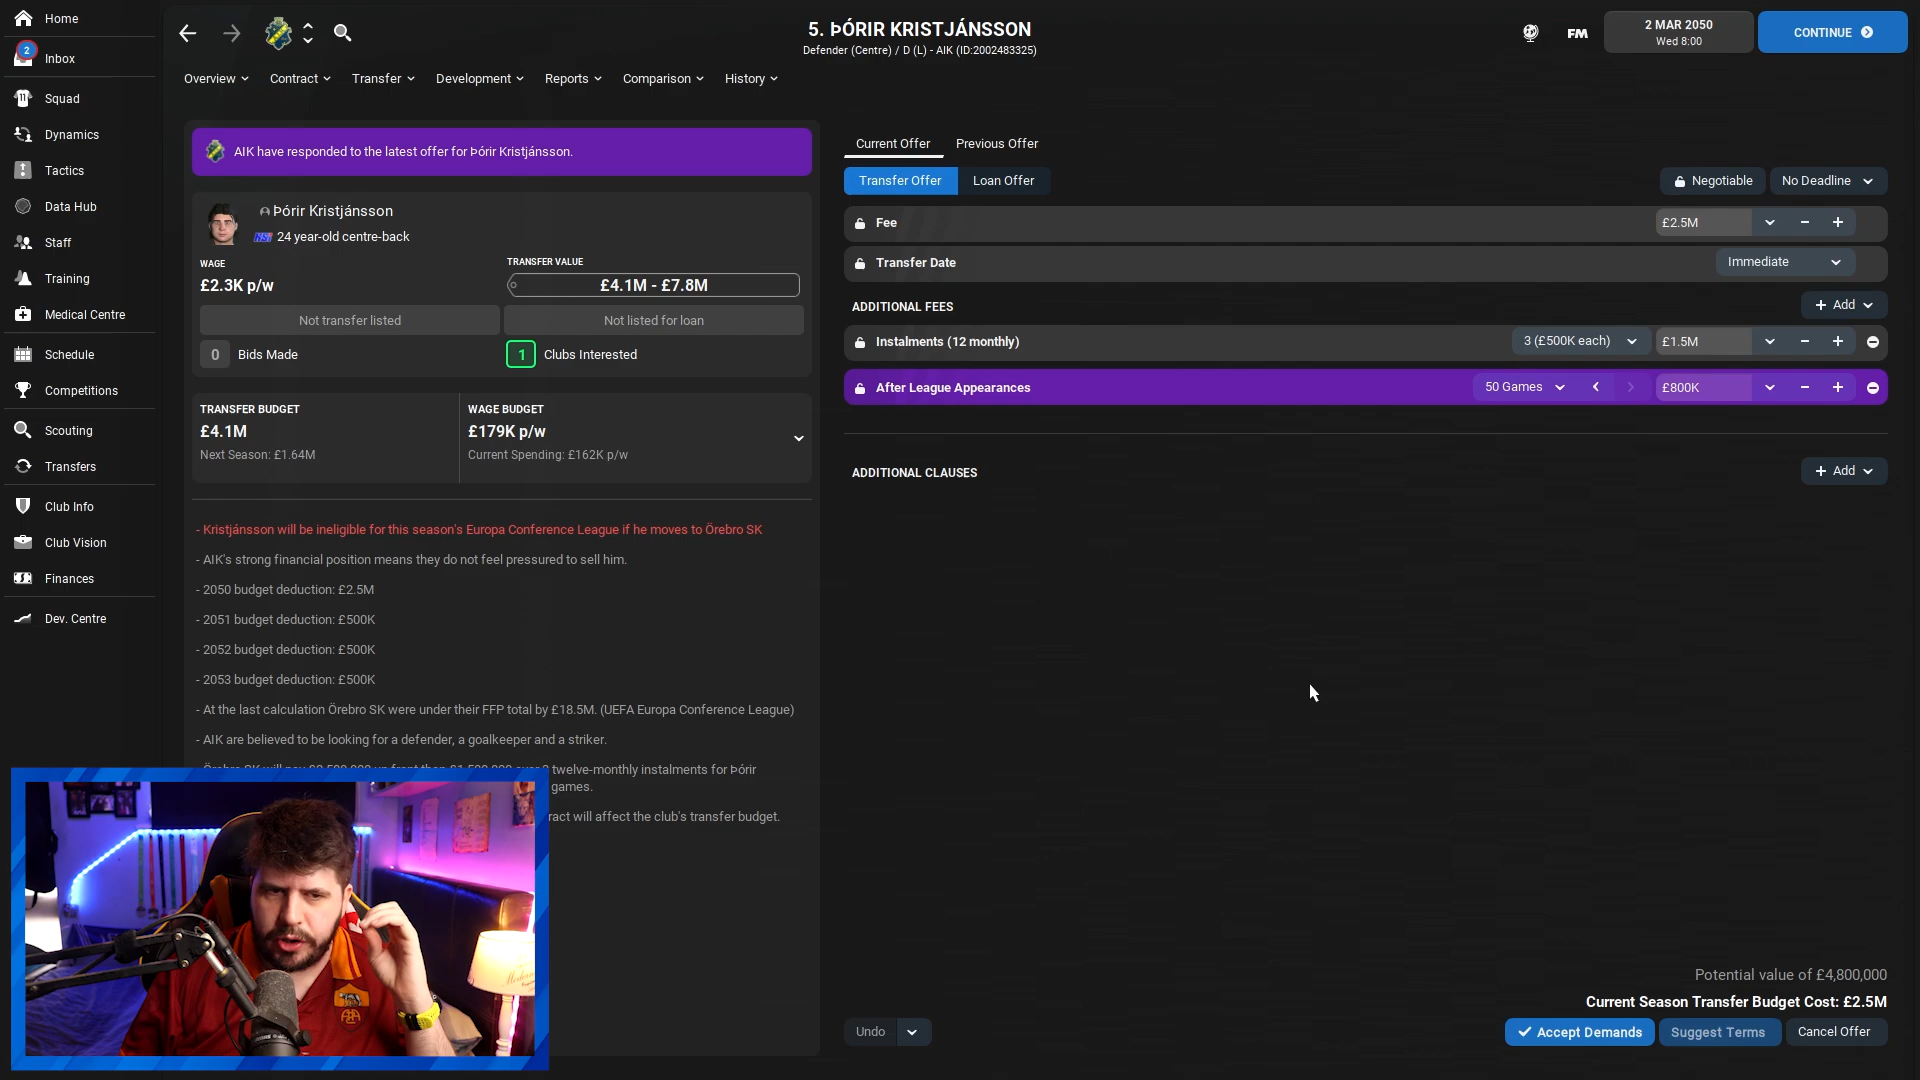 Home
2
Inbox
Squad
Dynamics
Tactics
Data Hub
Staff
Training
Medical Centre
Schedule
Competitions
Scouting
Transfers
Club Info
Club Vision
Finances
Dev. Centre
5. ÞÓRIR KRISTJÁNSSON
Defender (Centre) / D (L) - AIK (ID:2002483325)
FM
2 MAR 2050
Wed 8:00
CONTINUE
Overview
Contract
Transfer
Development
Reports
Comparison
History
AIK have responded to the latest offer for Þórir Kristjánsson.
Þórir Kristjánsson
NSÍ 24 year-old centre-back
WAGE
£2.3K p/w
TRANSFER VALUE
£4.1M - £7.8M
Not transfer listed
Not listed for loan
0 Bids Made
1 Clubs Interested
TRANSFER BUDGET
£4.1M
Next Season: £1.64M
WAGE BUDGET
£179K p/w
Current Spending: £162K p/w
- Kristjánsson will be ineligible for this season's Europa Conference League if he moves to Örebro SK
- AIK's strong financial position means they do not feel pressured to sell him.
- 2050 budget deduction: £2.5M
- 2051 budget deduction: £500K
- 2052 budget deduction: £500K
- 2053 budget deduction: £500K
- At the last calculation Örebro SK were under their FFP total by £18.5M. (UEFA Europa Conference League)
- AIK are believed to be looking for a defender, a goalkeeper and a striker.
twelve-monthly instalments for Þórir
games.
ract will affect the club's transfer budget.
Current Offer
Previous Offer
Transfer Offer
Loan Offer
Negotiable
No Deadline
Fee
£2.5M
Transfer Date
Immediate
ADDITIONAL FEES
+ Add
Instalments (12 monthly)
3 (£500K each)
£1.5M
After League Appearances
50 Games
£800K
ADDITIONAL CLAUSES
+ Add
Potential value of £4,800,000
Current Season Transfer Budget Cost: £2.5M
Undo
Accept Demands
Suggest Terms
Cancel Offer